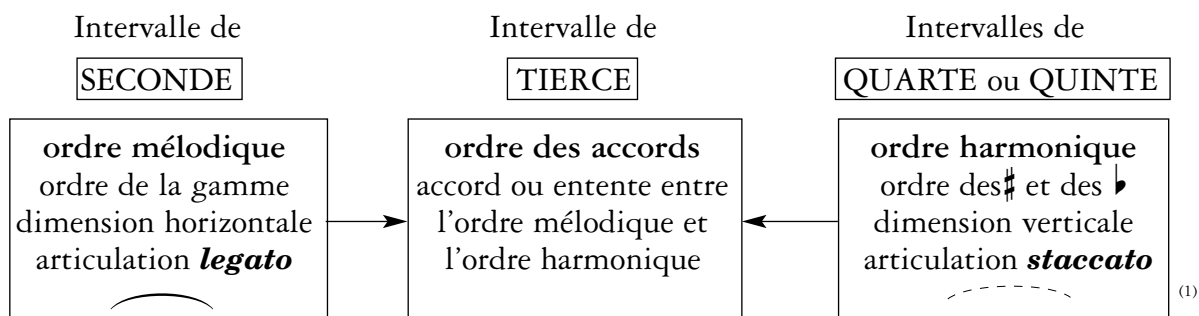 Intervalle de
SECONDE
ordre mélodique
ordre de la gamme
dimension horizontale
articulation legato
Intervalle de
TIERCE
ordre des accords
accord ou entente entre
l’ordre mélodique et
l’ordre harmonique
Intervalles de
QUARTE ou QUINTE
ordre harmonique
ordre des ♯ et des ♭
dimension verticale
articulation staccato
(1)